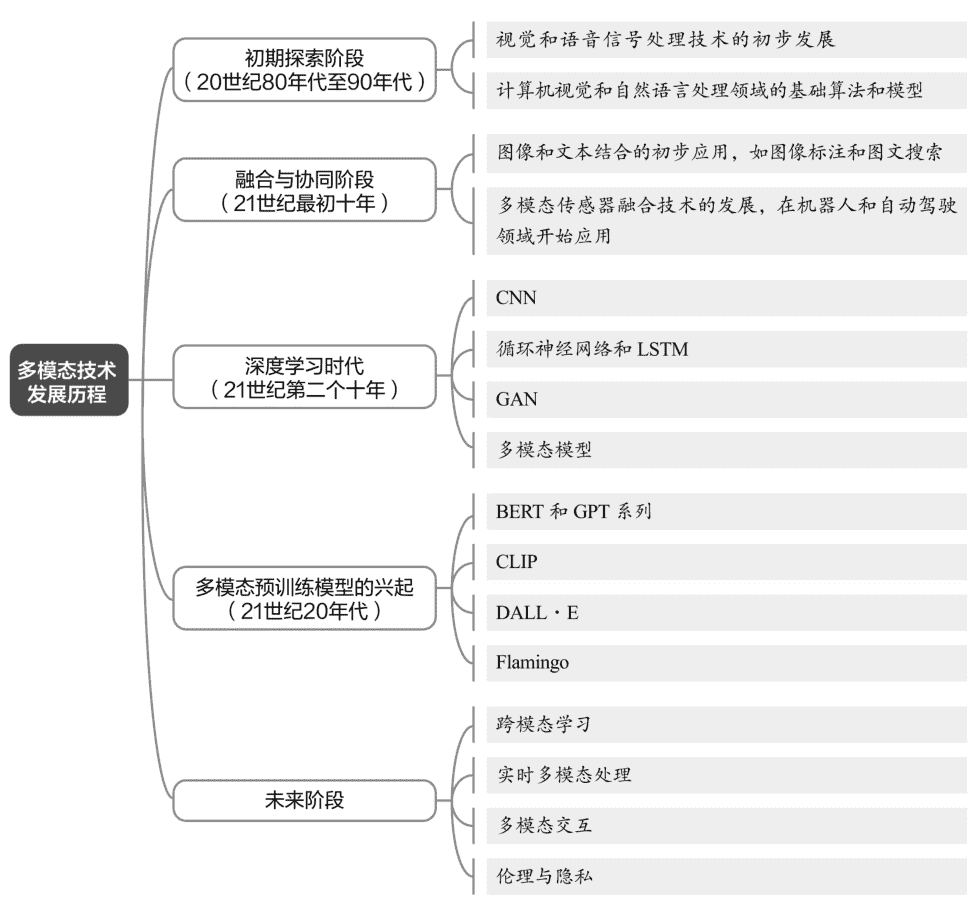 多模态技术
发展历程
初期探索阶段
（20世纪80年代至90年代）
视觉和语音信号处理技术的初步发展
计算机视觉和自然语言处理领域的基础算法和模型
融合与协同阶段
（21世纪最初十年）
图像和文本结合的初步应用，如图像标注和图文搜索
多模态传感器融合技术的发展，在机器人和自动驾驶
领域开始应用
深度学习时代
（21世纪第二个十年）
CNN
循环神经网络和 LSTM
GAN
多模态模型
多模态预训练模型的兴起
（21世纪20年代）
BERT 和 GPT 系列
CLIP
DALL·E
Flamingo
未来阶段
跨模态学习
实时多模态处理
多模态交互
伦理与隐私